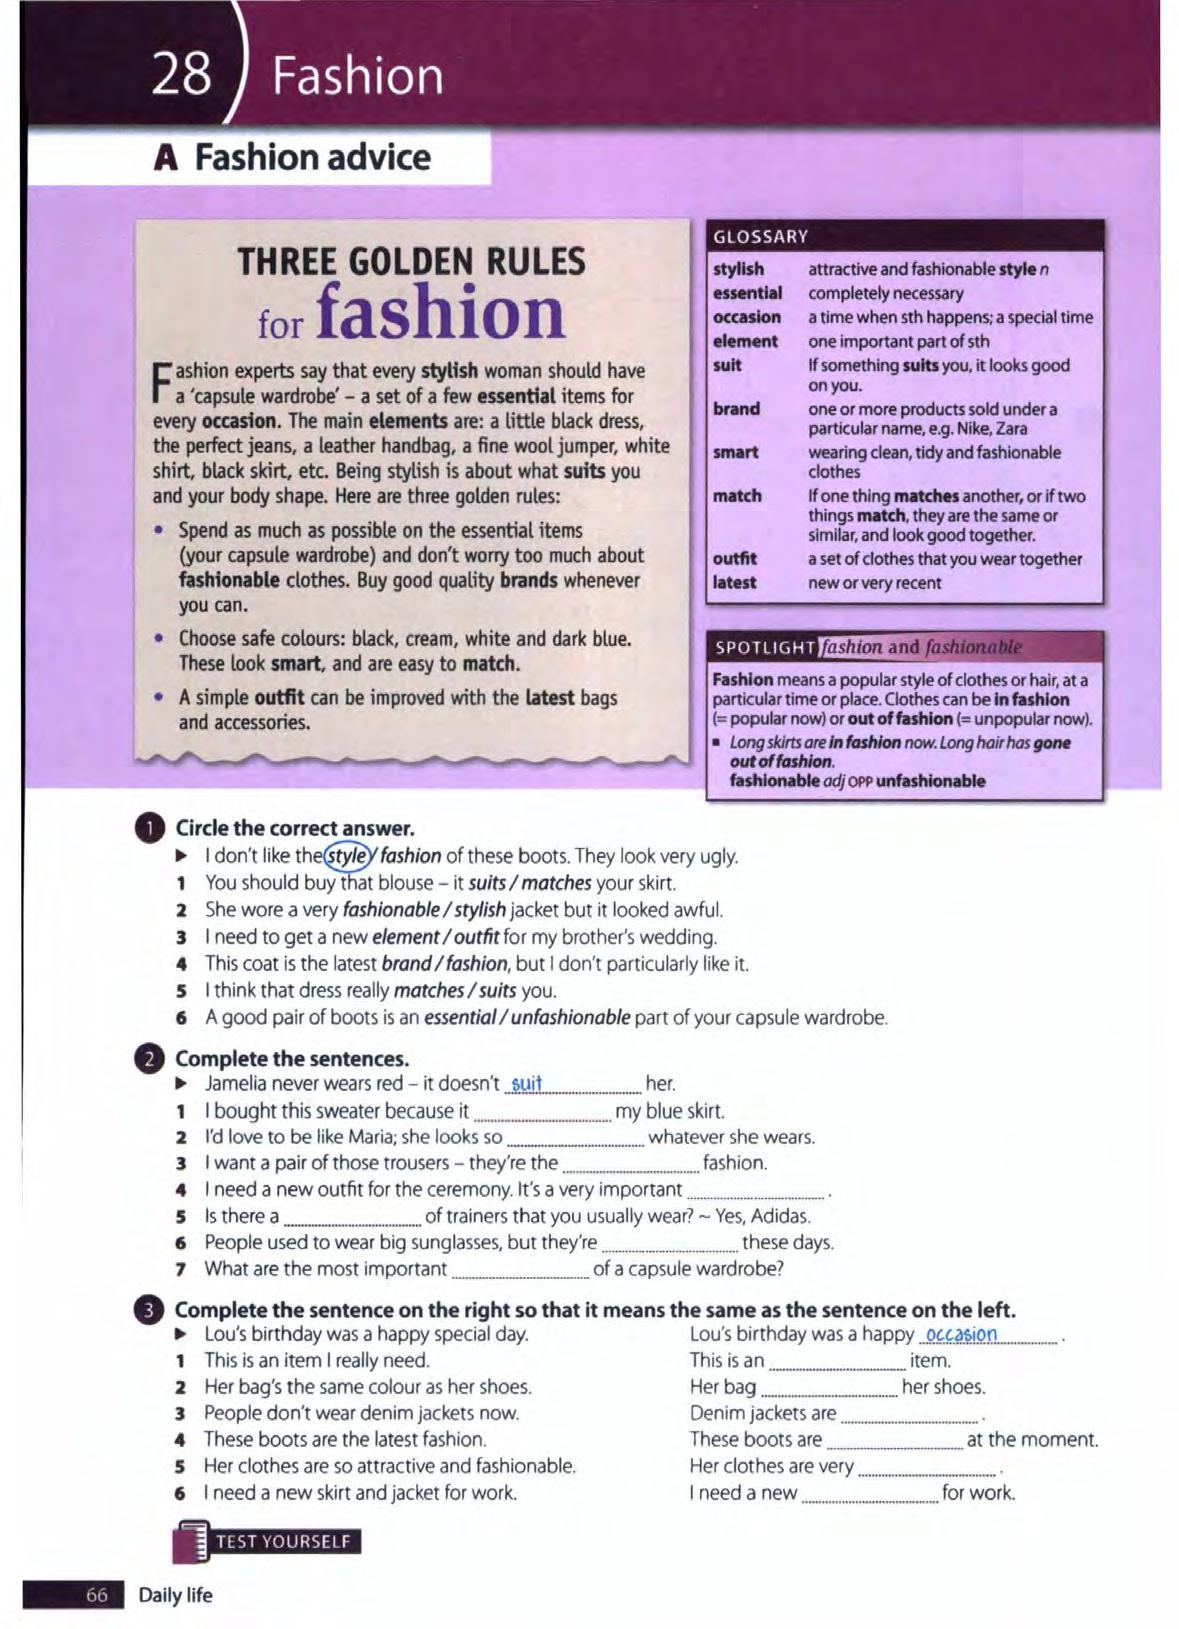 28 Fashion
A Fashion advice
THREE GOLDEN RULES
for fashion
Fashion experts say that every stylish woman should have
a 'capsule wardrobe' – a set of a few essential items for
every occasion. The main elements are: a little black dress,
the perfect jeans, a leather handbag, a fine wool jumper, white
shirt, black skirt, etc. Being stylish is about what suits you
and your body shape. Here are three golden rules:
• Spend as much as possible on the essential items
(your capsule wardrobe) and don't worry too much about
fashionable clothes. Buy good quality brands whenever
you can.
• Choose safe colours: black, cream, white and dark blue.
These look smart, and are easy to match.
• A simple outfit can be improved with the latest bags
and accessories.
GLOSSARY
stylish attractive and fashionable style n
essential completely necessary
occasion a time when sth happens; a special time
element one important part of sth
suit If something suits you, it looks good
on you.
brand one or more products sold under a
particular name, e.g. Nike, Zara
smart wearing clean, tidy and fashionable
clothes
match If one thing matches another, or if two
things match, they are the same or
similar, and look good together.
outfit a set of clothes that you wear together
latest new or very recent
SPOTLIGHT fashion and fashionable
Fashion means a popular style of clothes or hair, at a
particular time or place. Clothes can be in fashion
(= popular now) or out of fashion (= unpopular now).
▪ Long skirts are in fashion now. Long hair has gone
out of fashion.
fashionable adj OPP unfashionable
1 Circle the correct answer.
► I don't like the style / fashion of these boots. They look very ugly.
1 You should buy that blouse – it suits / matches your skirt.
2 She wore a very fashionable / stylish jacket but it looked awful.
3 I need to get a new element / outfit for my brother's wedding.
4 This coat is the latest brand / fashion, but I don't particularly like it.
5 I think that dress really matches / suits you.
6 A good pair of boots is an essential / unfashionable part of your capsule wardrobe.
2 Complete the sentences.
► Jamelia never wears red – it doesn't suit her.
1 I bought this sweater because it ........ my blue skirt.
2 I'd love to be like Maria; she looks so ........ whatever she wears.
3 I want a pair of those trousers – they're the ........ fashion.
4 I need a new outfit for the ceremony. It's a very important ........ .
5 Is there a ........ of trainers that you usually wear? ~ Yes, Adidas.
6 People used to wear big sunglasses, but they're ........ these days.
7 What are the most important ........ of a capsule wardrobe?
3 Complete the sentence on the right so that it means the same as the sentence on the left.
► Lou's birthday was a happy special day. Lou's birthday was a happy occasion .
1 This is an item I really need. This is an ........ item.
2 Her bag's the same colour as her shoes. Her bag ........ her shoes.
3 People don't wear denim jackets now. Denim jackets are ........ .
4 These boots are the latest fashion. These boots are ........ at the moment.
5 Her clothes are so attractive and fashionable. Her clothes are very ........ .
6 I need a new skirt and jacket for work. I need a new ........ for work.
TEST YOURSELF
66 Daily life